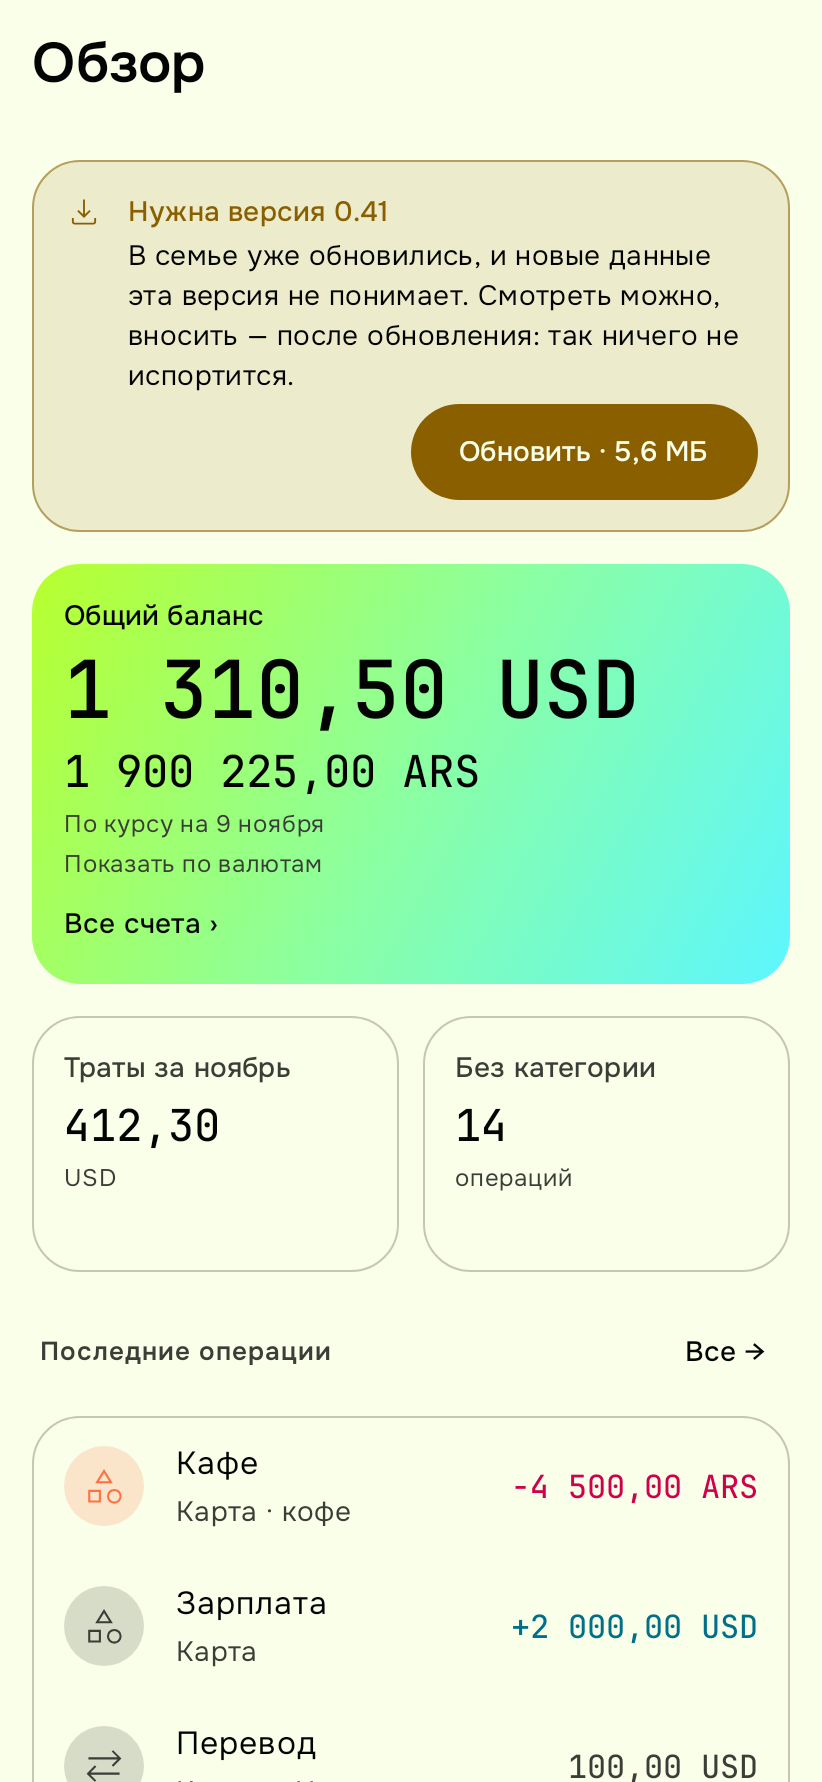 Обзор
Нужна версия 0.41
В семье уже обновились, и новые данные
эта версия не понимает. Смотреть можно,
вносить — после обновления: так ничего не
испортится.
Обновить · 5,6 МБ
Общий баланс
1 310,50 USD
1 900 225,00 ARS
По курсу на 9 ноября
Показать по валютам
Все счета ›
Траты за ноябрь
412,30
USD
Без категории
14
операций
Последние операции
Все →
Кафе
-4 500,00 ARS
Карта · кофе
Зарплата
+2 000,00 USD
Карта
Перевод
100,00 USD